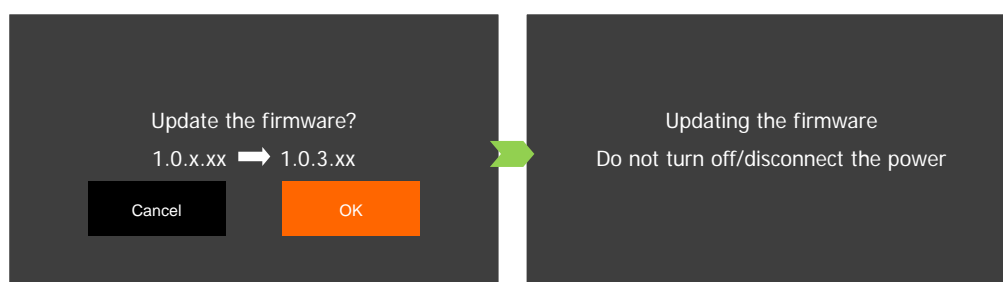 Update the firmware?
1.0.x.xx 1.0.3.xx
Cancel OK
Updating the firmware
Do not turn off/disconnect the power